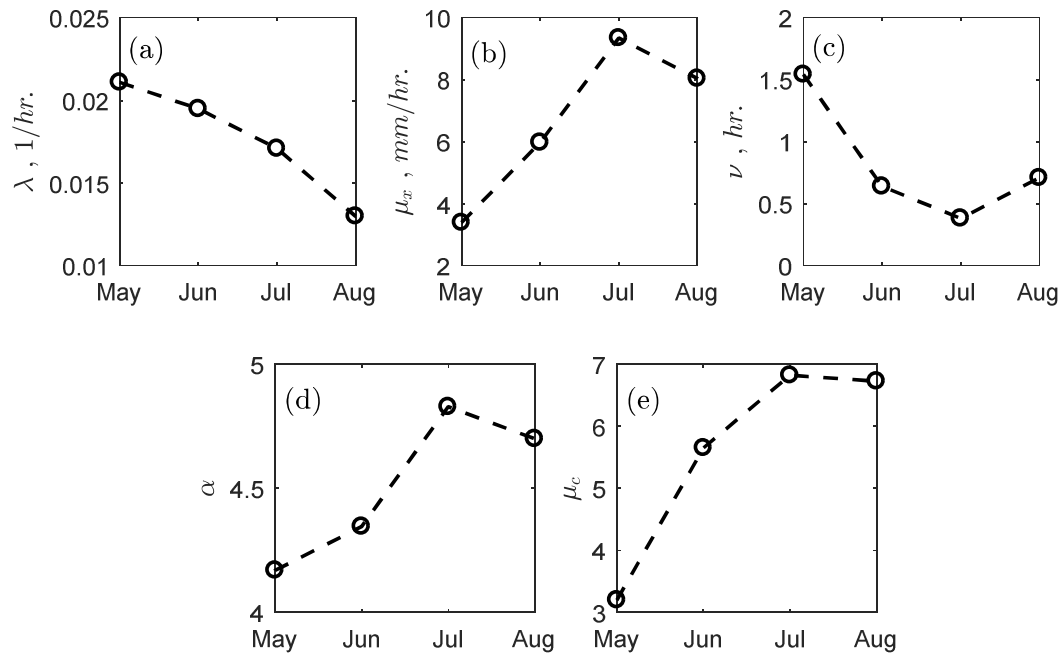 (a)
λ , 1/hr.
0.025
0.02
0.015
0.01
May Jun Jul Aug
(b)
μx , mm/hr.
10
8
6
4
2
May Jun Jul Aug
(c)
ν , hr.
2
1.5
1
0.5
0
May Jun Jul Aug
(d)
α
5
4.5
4
May Jun Jul Aug
(e)
μc
7
6
5
4
3
May Jun Jul Aug